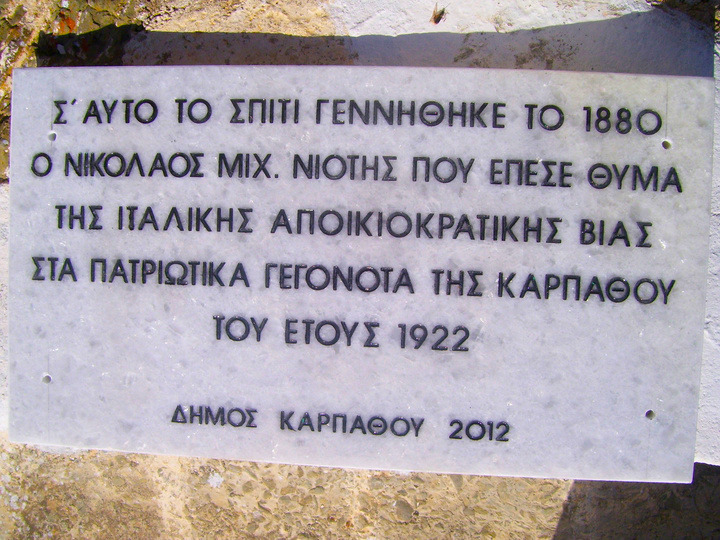 Σ΄ ΑΥΤΟ ΤΟ ΣΠΙΤΙ ΓΕΝΝΗΘΗΚΕ ΤΟ 1880
Ο ΝΙΚΟΛΑΟΣ ΜΙΧ. ΝΙΟΤΗΣ ΠΟΥ ΕΠΕΣΕ ΘΥΜΑ
ΤΗΣ ΙΤΑΛΙΚΗΣ ΑΠΟΙΚΙΟΚΡΑΤΙΚΗΣ ΒΙΑΣ
ΣΤΑ ΠΑΤΡΙΩΤΙΚΑ ΓΕΓΟΝΟΤΑ ΤΗΣ ΚΑΡΠΑΘΟΥ
ΤΟΥ ΕΤΟΥΣ 1922
ΔΗΜΟΣ ΚΑΡΠΑΘΟΥ 2012